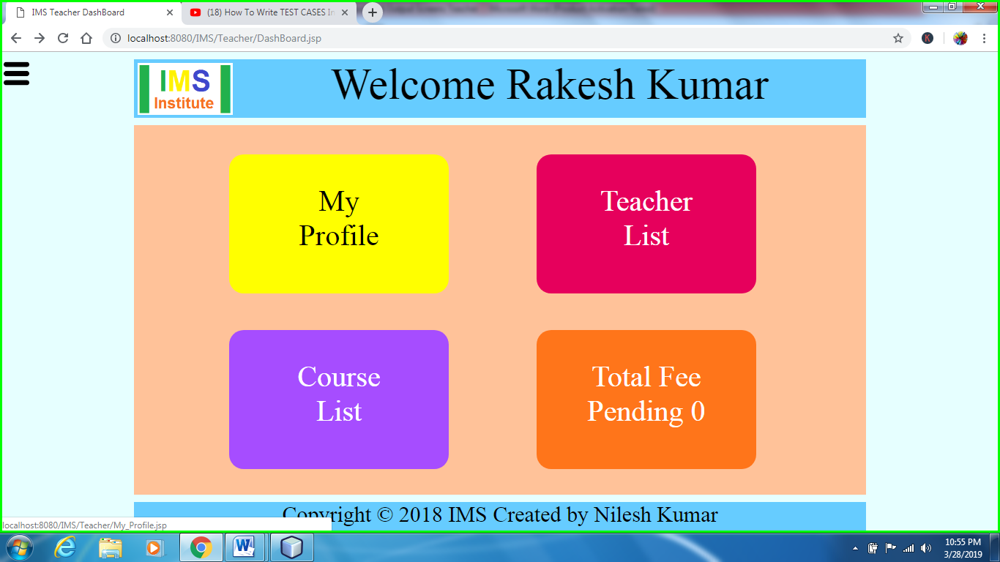 IMS Teacher DashBoard
(18) How To Write TEST CASES In
localhost:8080/IMS/Teacher/DashBoard.jsp
K
IMS
Institute
Welcome Rakesh Kumar
My
Profile
Teacher
List
Course
List
Total Fee
Pending 0
Copyright © 2018 IMS Created by Nilesh Kumar
localhost:8080/IMS/Teacher/My_Profile.jsp
10:55 PM
3/28/2019